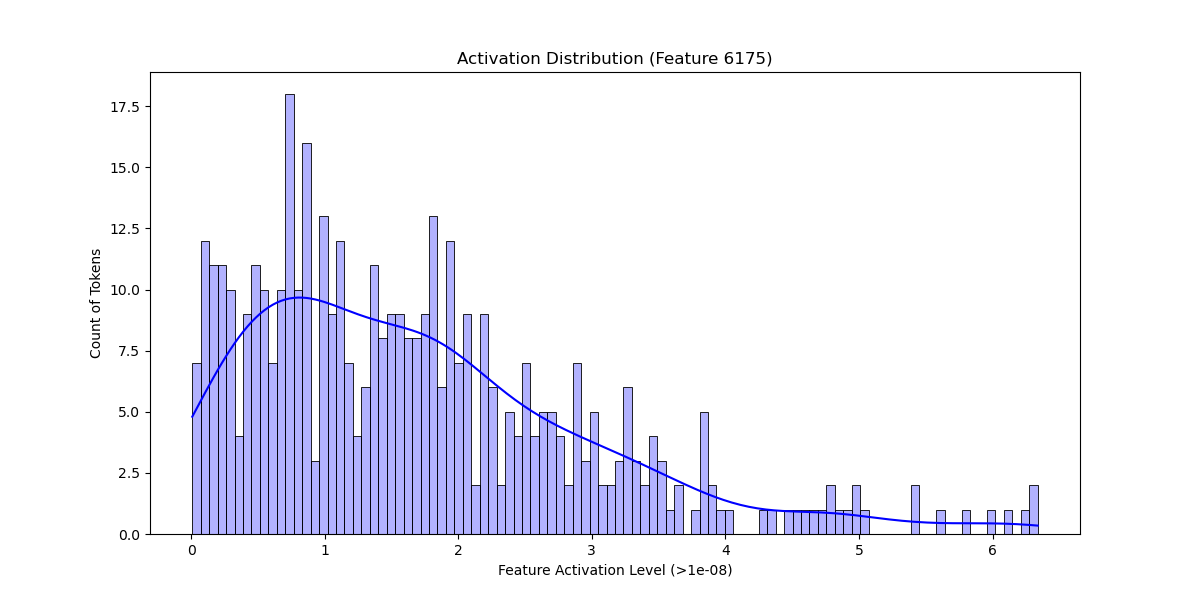 Activation Distribution (Feature 6175)
17.5
15.0
12.5
10.0
7.5
5.0
2.5
0.0
Count of Tokens
0 1 2 3 4 5 6
Feature Activation Level (>1e-08)